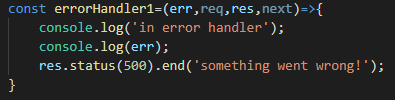 const errorHandler1=(err,req,res,next)=>{
    console.log('in error handler');
    console.log(err);
    res.status(500).end('something went wrong!');
}